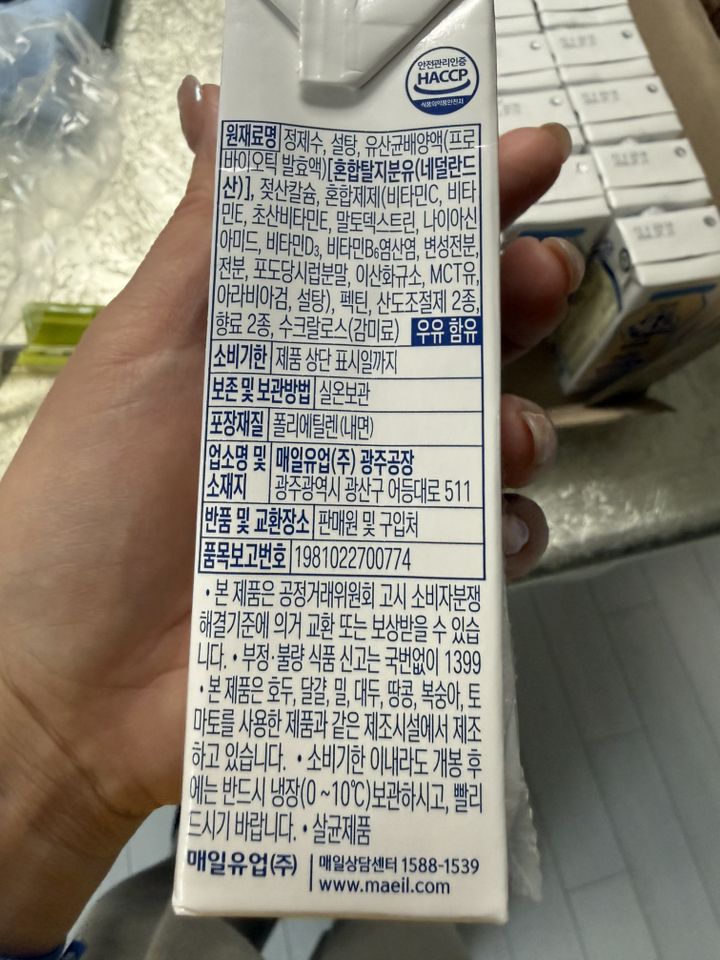 안전관리인증
HACCP
식품의약품안전처
원재료명 정제수, 설탕, 유산균배양액(프로
바이오틱 발효액)[혼합탈지분유(네덜란드
산)], 젖산칼슘, 혼합제제(비타민C, 비타
민E, 초산비타민E, 말토덱스트린, 나이아신
아미드, 비타민D₃, 비타민B₆염산염, 변성전분,
전분, 포도당시럽분말, 이산화규소, MCT유,
아라비아검, 설탕), 펙틴, 산도조절제 2종,
향료 2종, 수크랄로스(감미료) 우유 함유
소비기한 제품 상단 표시일까지
보존 및 보관방법 실온보관
포장재질 폴리에틸렌(내면)
업소명 및 매일유업(주) 광주공장
소재지 광주광역시 광산구 어등대로 511
반품 및 교환장소 판매원 및 구입처
품목보고번호 1981022700774
• 본 제품은 공정거래위원회 고시 소비자분쟁
해결기준에 의거 교환 또는 보상받을 수 있습
니다. • 부정·불량 식품 신고는 국번없이 1399
• 본 제품은 호두, 달걀, 밀, 대두, 땅콩, 복숭아, 토
마토를 사용한 제품과 같은 제조시설에서 제조
하고 있습니다. • 소비기한 이내라도 개봉 후
에는 반드시 냉장(0~10℃)보관하시고, 빨리
드시기 바랍니다. • 살균제품
매일유업(주) 매일상담센터 1588-1539
www.maeil.com